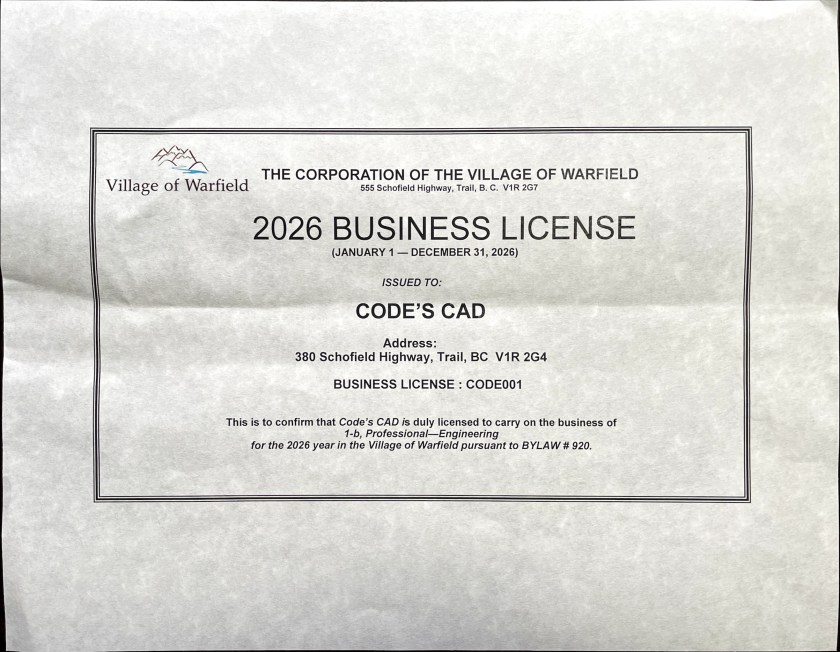 Village of Warfield
THE CORPORATION OF THE VILLAGE OF WARFIELD
555 Schofield Highway, Trail, B. C. V1R 2G7
2026 BUSINESS LICENSE
(JANUARY 1 — DECEMBER 31, 2026)
ISSUED TO:
CODE'S CAD
Address:
380 Schofield Highway, Trail, BC V1R 2G4
BUSINESS LICENSE : CODE001
This is to confirm that Code's CAD is duly licensed to carry on the business of
1-b, Professional—Engineering
for the 2026 year in the Village of Warfield pursuant to BYLAW # 920.